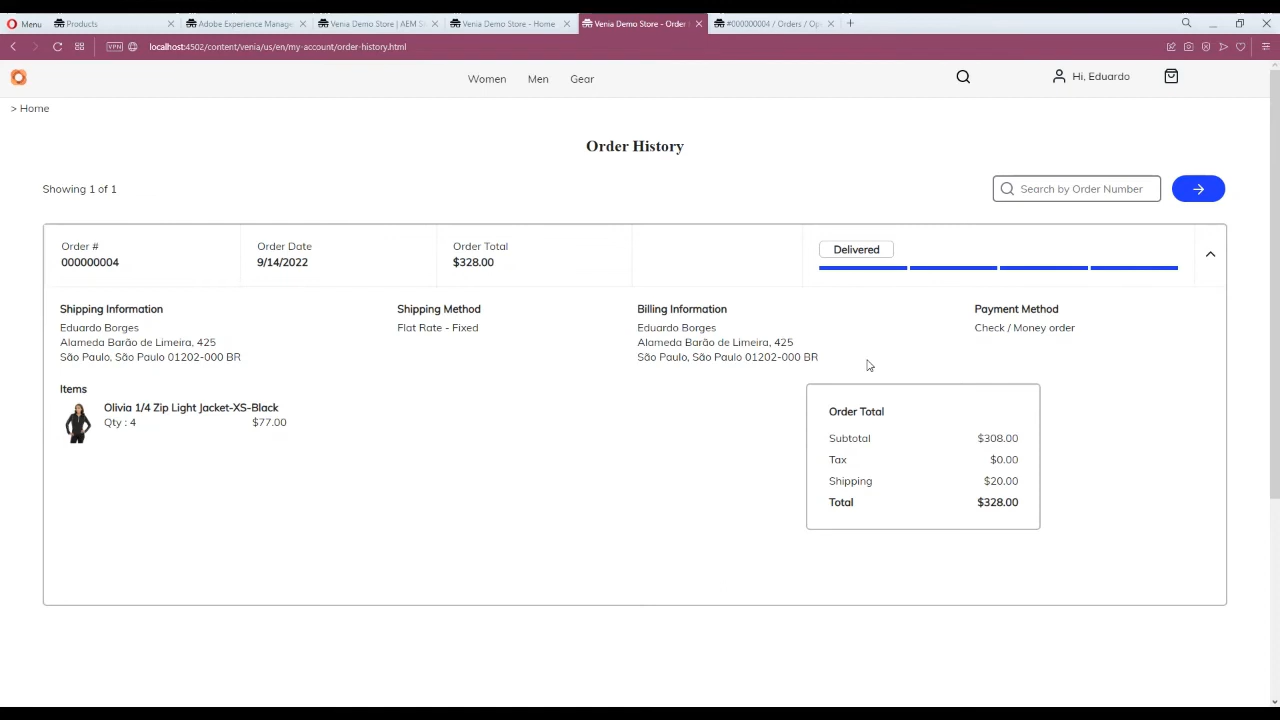 Menu
Products
Adobe Experience Manage
Venia Demo Store | AEM Si
Venia Demo Store - Home
Venia Demo Store - Order
#000000004 / Orders / Op
VPN
localhost:4502/content/venia/us/en/my-account/order-history.html
Women
Men
Gear
Hi, Eduardo
> Home
Order History
Showing 1 of 1
Search by Order Number
Order #
000000004
Order Date
9/14/2022
Order Total
$328.00
Delivered
Shipping Information
Eduardo Borges
Alameda Barão de Limeira, 425
São Paulo, São Paulo 01202-000 BR
Shipping Method
Flat Rate - Fixed
Billing Information
Eduardo Borges
Alameda Barão de Limeira, 425
São Paulo, São Paulo 01202-000 BR
Payment Method
Check / Money order
Items
Olivia 1/4 Zip Light Jacket-XS-Black
Qty : 4 $77.00
Order Total
Subtotal $308.00
Tax $0.00
Shipping $20.00
Total $328.00